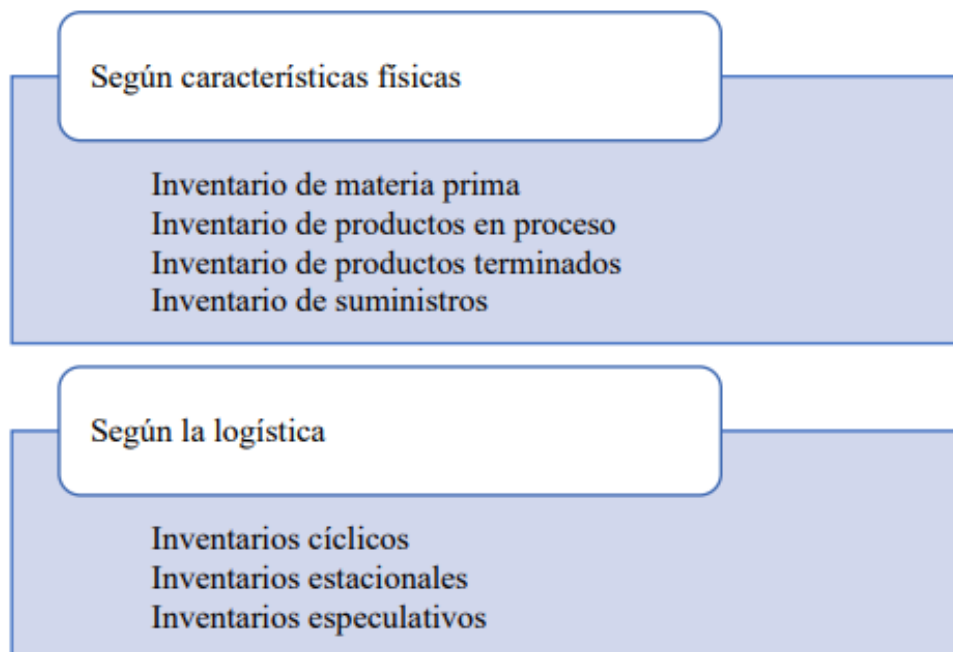 Según características físicas
Inventario de materia prima
Inventario de productos en proceso
Inventario de productos terminados
Inventario de suministros
Según la logística
Inventarios cíclicos
Inventarios estacionales
Inventarios especulativos